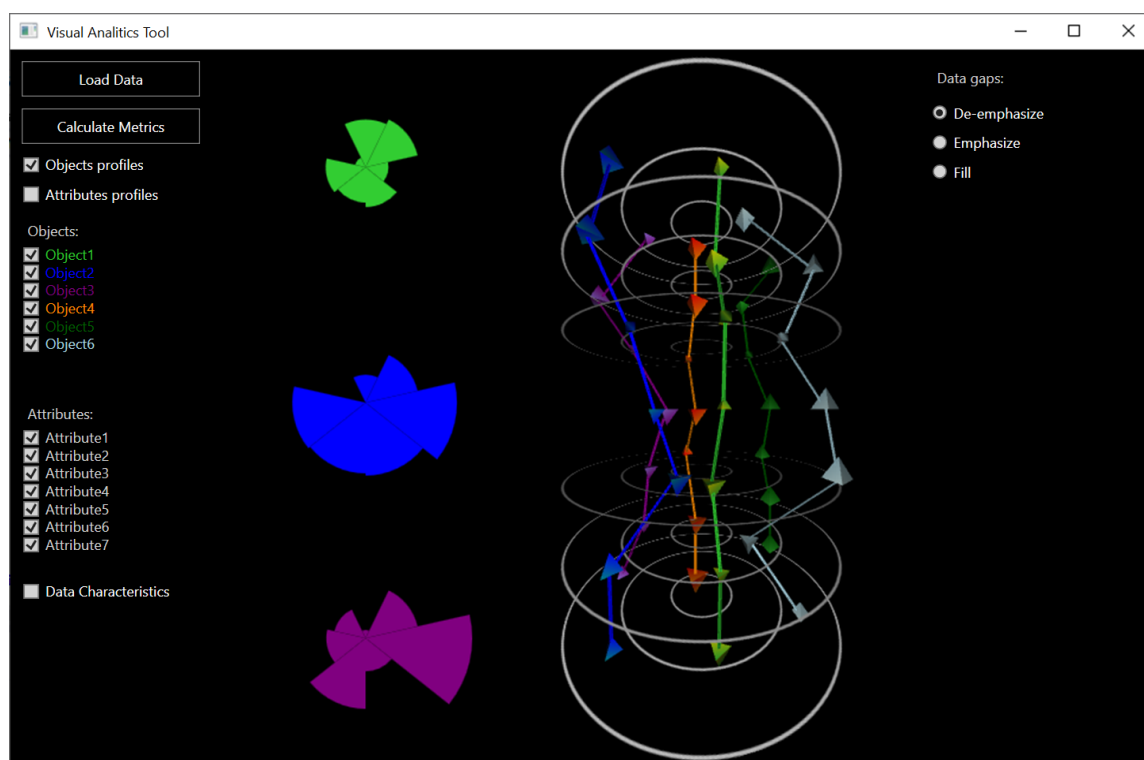 Visual Analitics Tool
Load Data
Calculate Metrics
Objects profiles
Attributes profiles
Objects:
Object1
Object2
Object3
Object4
Object5
Object6
Attributes:
Attribute1
Attribute2
Attribute3
Attribute4
Attribute5
Attribute6
Attribute7
Data Characteristics
Data gaps:
De-emphasize
Emphasize
Fill